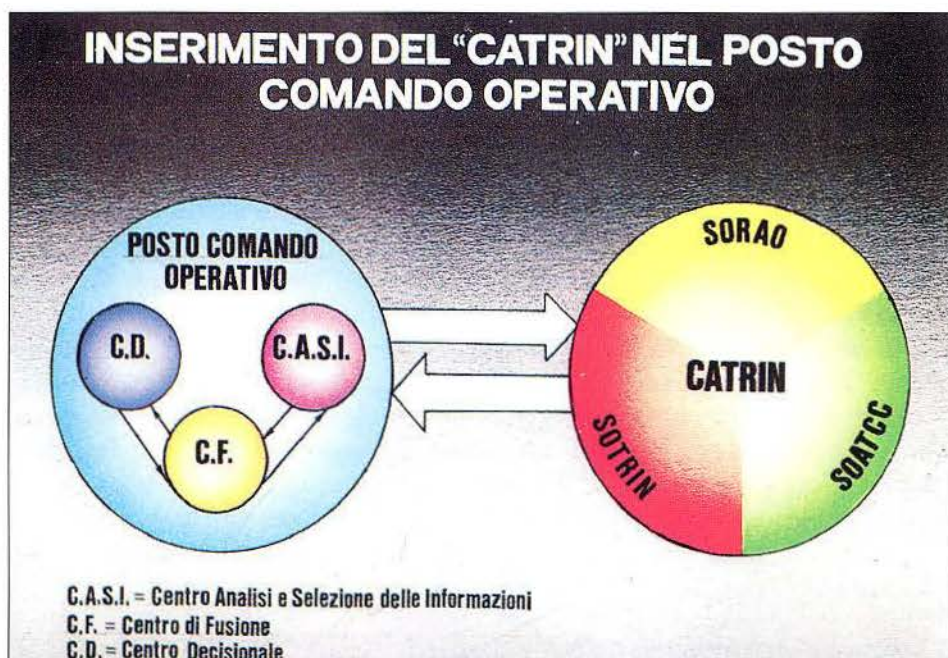 INSERIMENTO DEL "CATRIN" NEL POSTO
COMANDO OPERATIVO
POSTO COMANDO
OPERATIVO
C.D.
C.A.S.I.
C.F.
SORAO
CATRIN
SOTRIN
SOATCC
C.A.S.I. = Centro Analisi e Selezione delle Informazioni
C.F. = Centro di Fusione
C.D. = Centro Decisionale